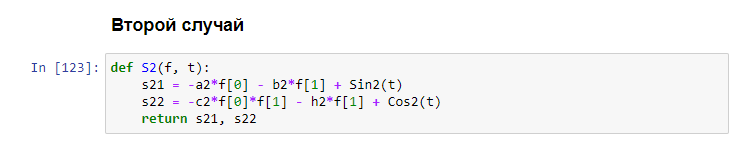 Второй случай
In [123]: def S2(f, t):
s21 = -a2*f[0] - b2*f[1] + Sin2(t)
s22 = -c2*f[0]*f[1] - h2*f[1] + Cos2(t)
return s21, s22